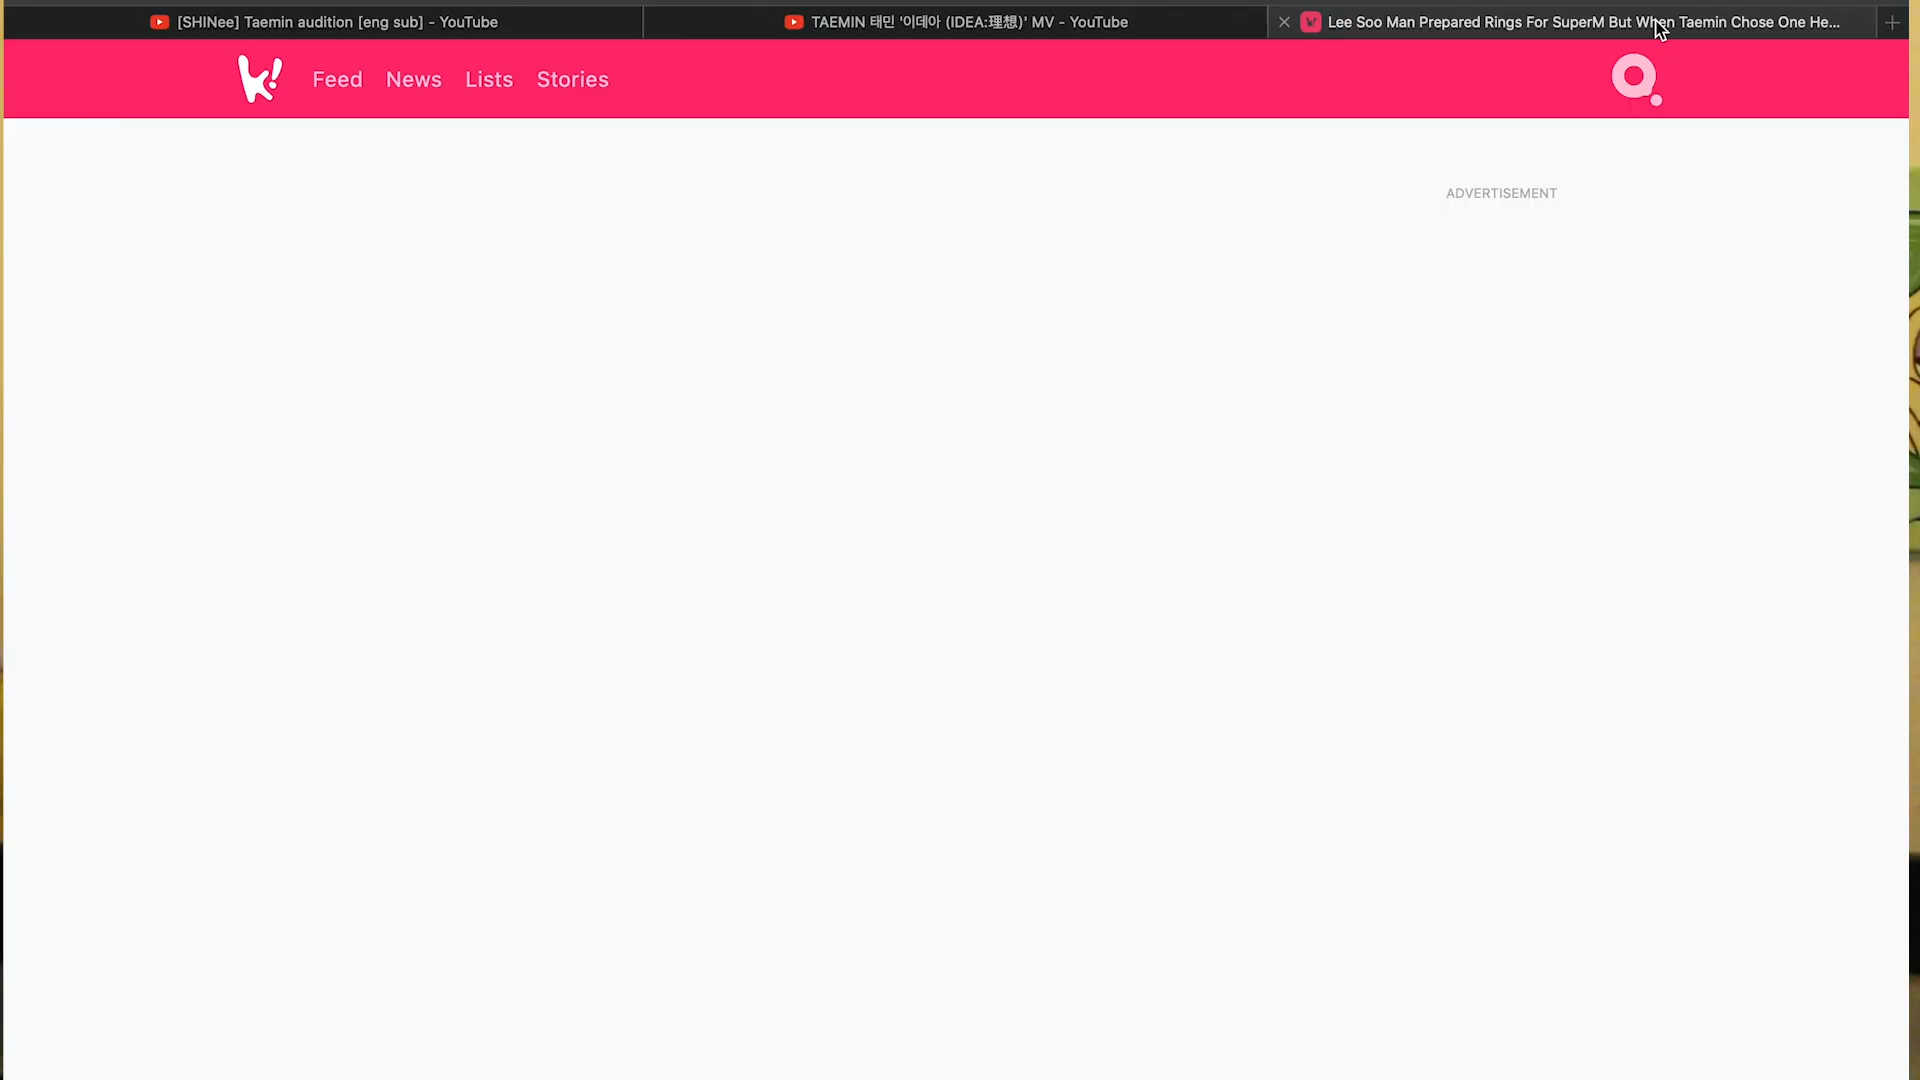 [SHINee] Taemin audition [eng sub] - YouTube
TAEMIN 태민 '이데아 (IDEA:理想)' MV - YouTube
Lee Soo Man Prepared Rings For SuperM But When Taemin Chose One He...
K! Feed News Lists Stories
ADVERTISEMENT